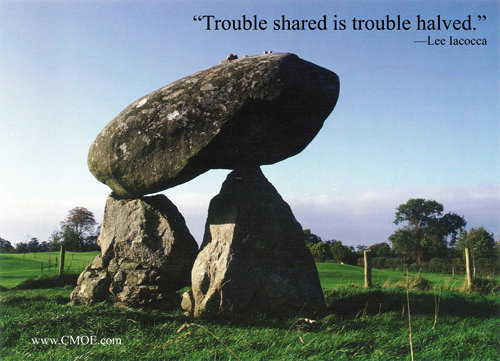 “Trouble shared is trouble halved.”
—Lee Iacocca
www.CMOE.com